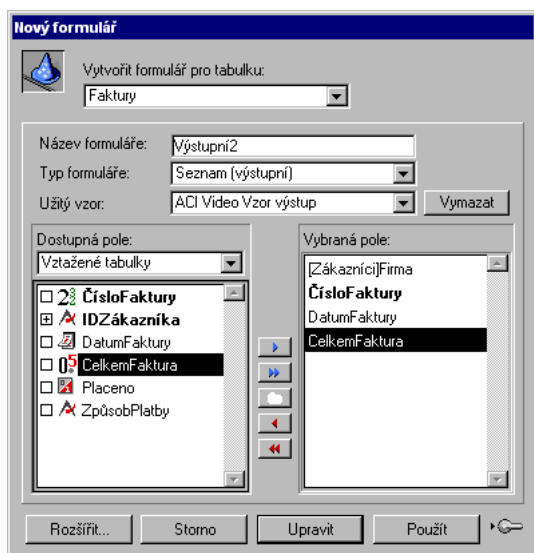 Nový formulář
Vytvořit formulář pro tabulku:
Faktury
Název formuláře: Výstupní2
Typ formuláře: Seznam (výstupní)
Užitý vzor: ACI Video Vzor výstup Vymazat
Dostupná pole:
Vztažené tabulky
ČísloFaktury
IDZákazníka
DatumFaktury
CelkemFaktura
Placeno
ZpůsobPlatby
Vybraná pole:
[Zákazníci]Firma
ČísloFaktury
DatumFaktury
CelkemFaktura
Rozšířit... Storno Upravit Použít